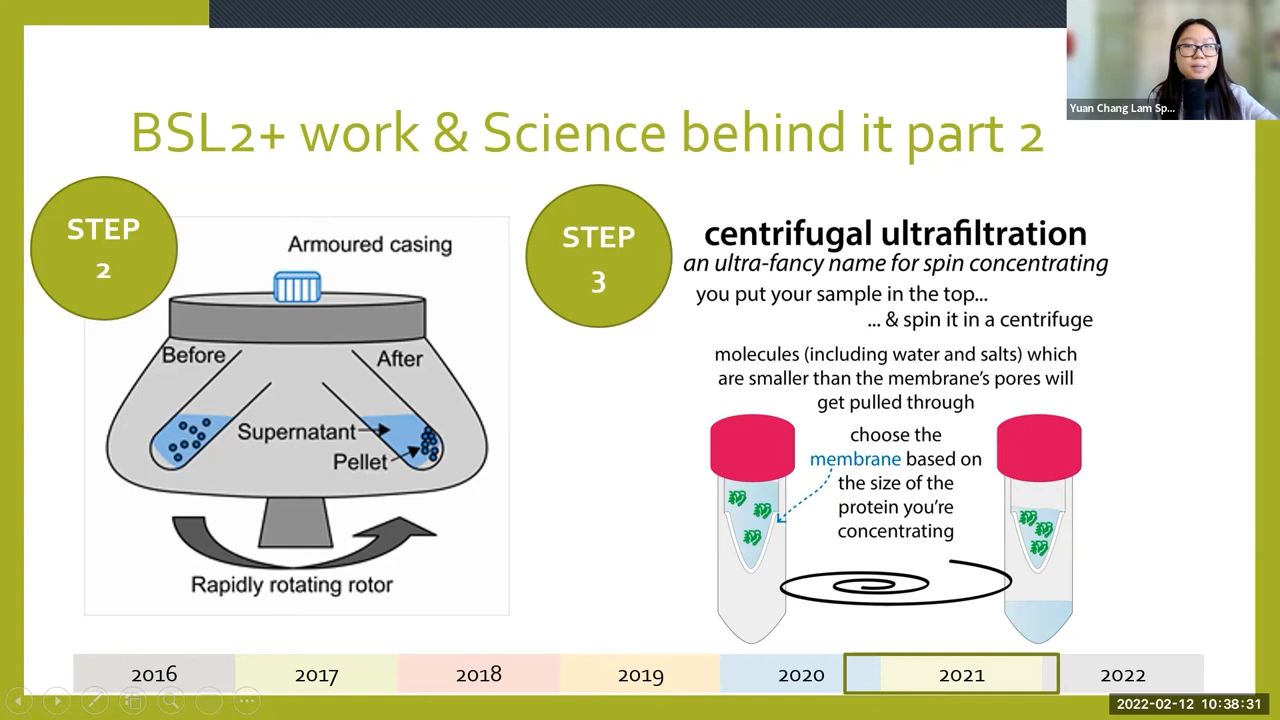 Yuan Chang Lam Sp...
BSL2+ work & Science behind it part 2
STEP
2
Armoured casing
Before
After
Supernatant
Pellet
Rapidly rotating rotor
STEP
3
centrifugal ultrafiltration
an ultra-fancy name for spin concentrating
you put your sample in the top...
... & spin it in a centrifuge
molecules (including water and salts) which
are smaller than the membrane's pores will
get pulled through
choose the
membrane based on
the size of the
protein you're
concentrating
2016
2017
2018
2019
2020
2021
2022
2022-02-12 10:38:31